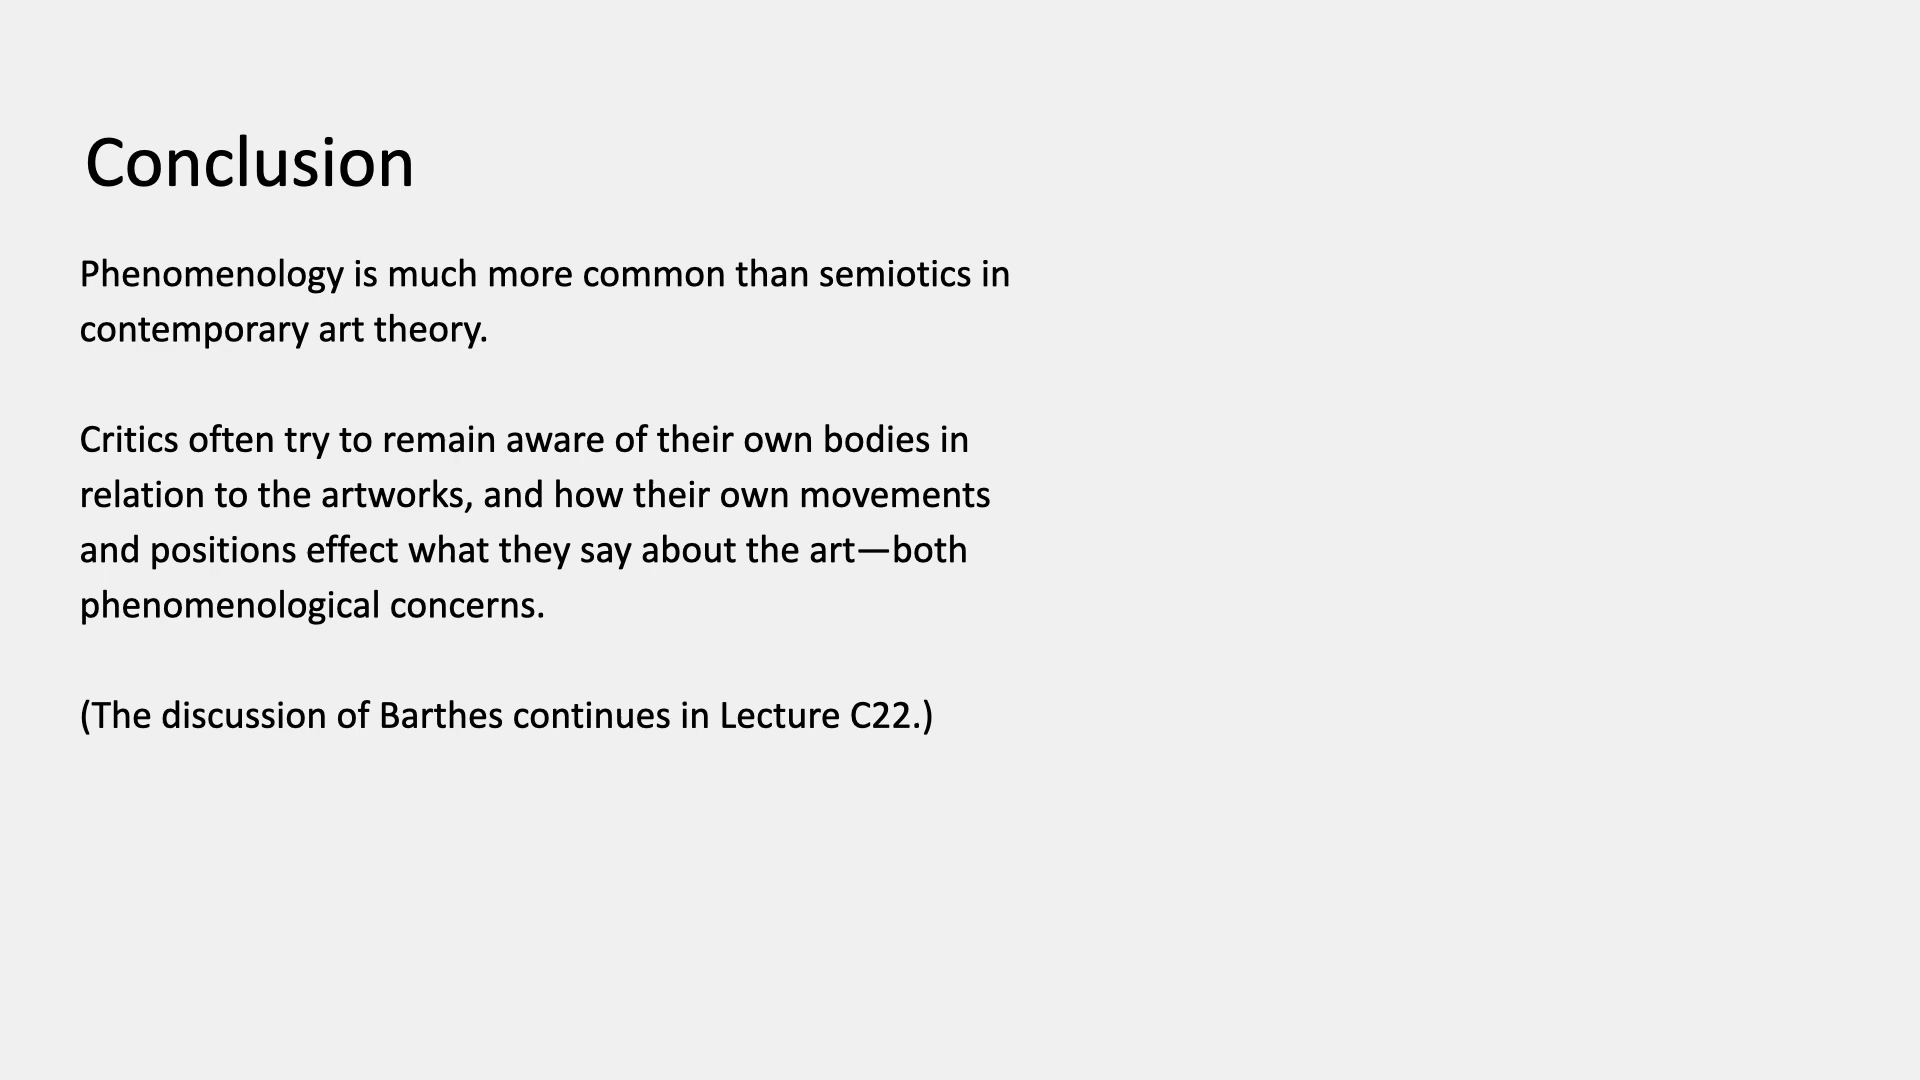 Conclusion
Phenomenology is much more common than semiotics in
contemporary art theory.
Critics often try to remain aware of their own bodies in
relation to the artworks, and how their own movements
and positions effect what they say about the art—both
phenomenological concerns.
(The discussion of Barthes continues in Lecture C22.)